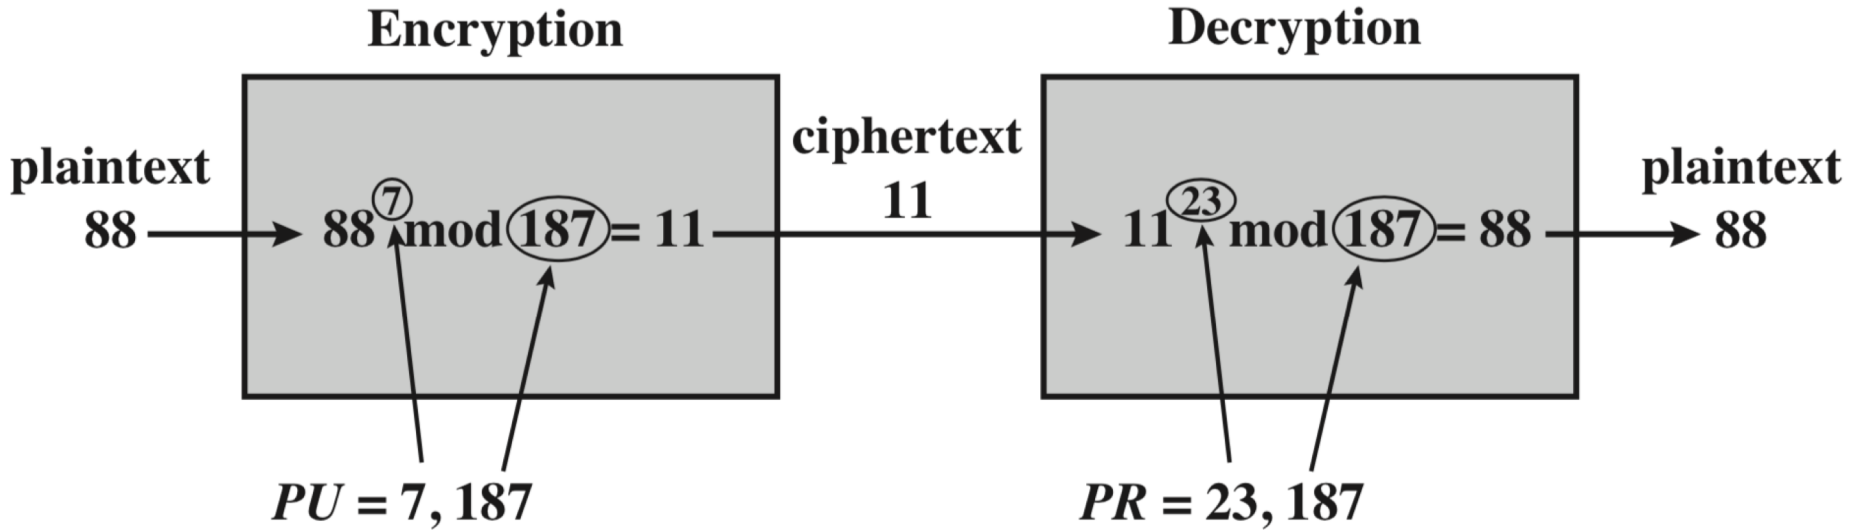 Encryption
Decryption
plaintext
88
88^7 mod 187 = 11
ciphertext
11
11^23 mod 187 = 88
plaintext
88
PU = 7, 187
PR = 23, 187